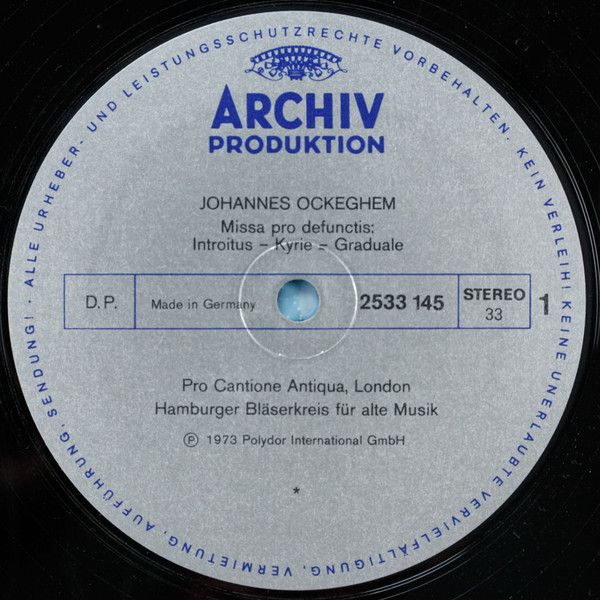 ARCHIV
PRODUKTION
JOHANNES OCKEGHEM
Missa pro defunctis:
Introitus – Kyrie – Graduale
D.P. Made in Germany 2533 145 STEREO 33 1
Pro Cantione Antiqua, London
Hamburger Bläserkreis für alte Musik
Ⓟ 1973 Polydor International GmbH
*
· ALLE URHEBER- UND LEISTUNGSSCHUTZRECHTE VORBEHALTEN. KEIN VERLEIH! KEINE UNERLAUBTE VERVIELFÄLTIGUNG, VERMIETUNG, AUFFÜHRUNG, SENDUNG!